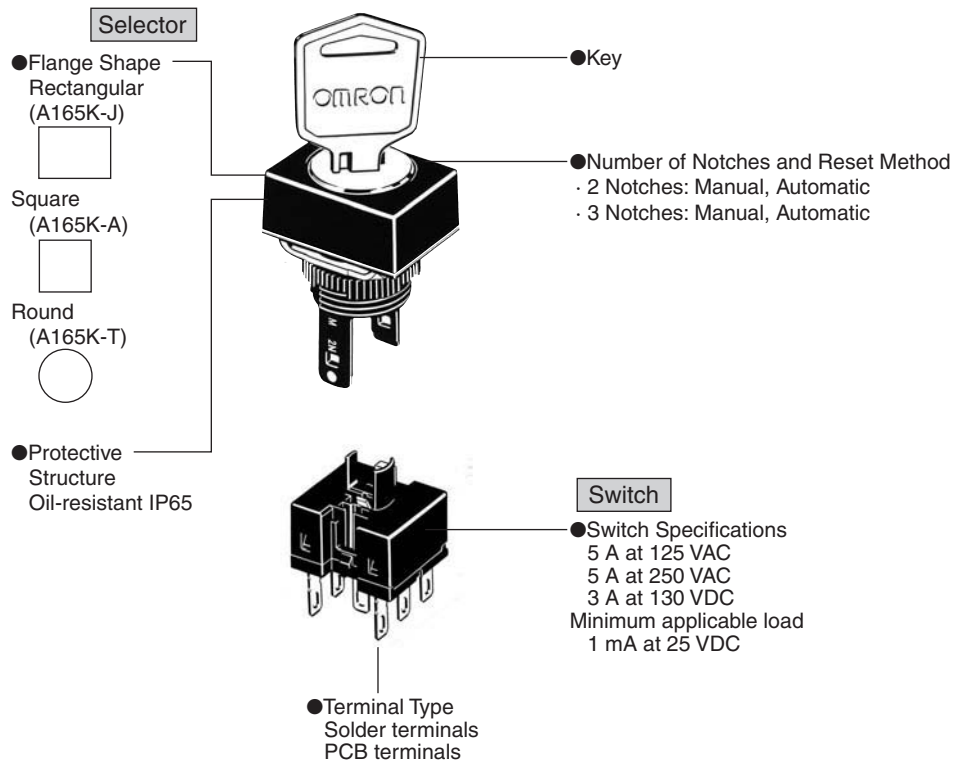 Selector
●Flange Shape
Rectangular
(A165K-J)
Square
(A165K-A)
Round
(A165K-T)
●Protective
Structure
Oil-resistant IP65
OMRON
●Key
●Number of Notches and Reset Method
· 2 Notches: Manual, Automatic
· 3 Notches: Manual, Automatic
Switch
●Switch Specifications
5 A at 125 VAC
5 A at 250 VAC
3 A at 130 VDC
Minimum applicable load
1 mA at 25 VDC
●Terminal Type
Solder terminals
PCB terminals